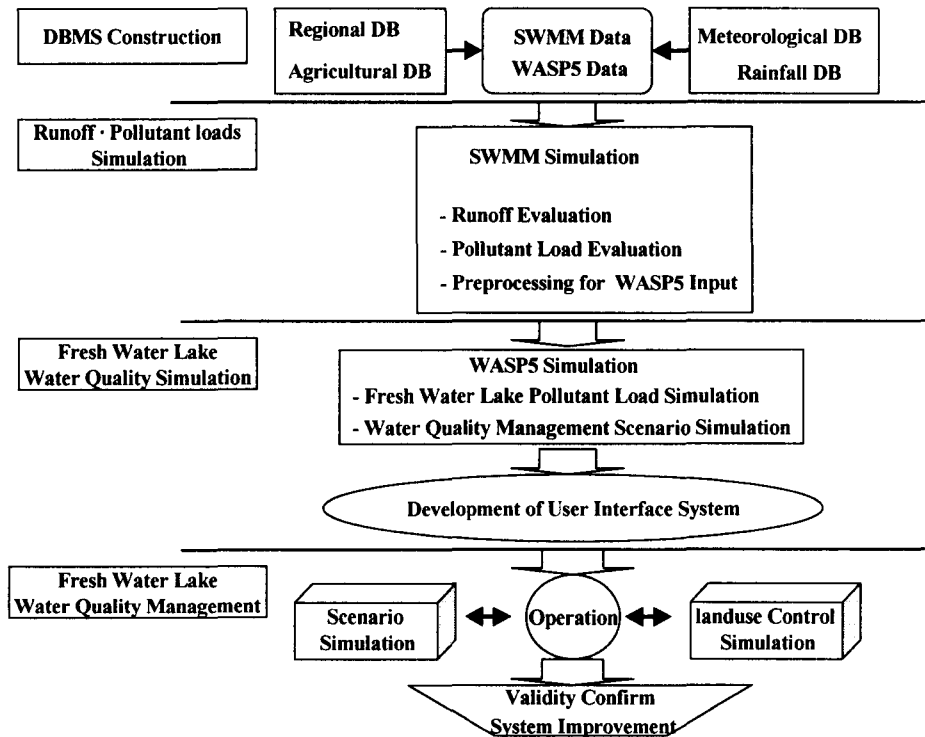 DBMS Construction
Regional DB
Agricultural DB
SWMM Data
WASP5 Data
Meteorological DB
Rainfall DB
Runoff · Pollutant loads
Simulation
SWMM Simulation
- Runoff Evaluation
- Pollutant Load Evaluation
- Preprocessing for WASP5 Input
Fresh Water Lake
Water Quality Simulation
WASP5 Simulation
- Fresh Water Lake Pollutant Load Simulation
- Water Quality Management Scenario Simulation
Development of User Interface System
Fresh Water Lake
Water Quality Management
Scenario
Simulation
Operation
landuse Control
Simulation
Validity Confirm
System Improvement